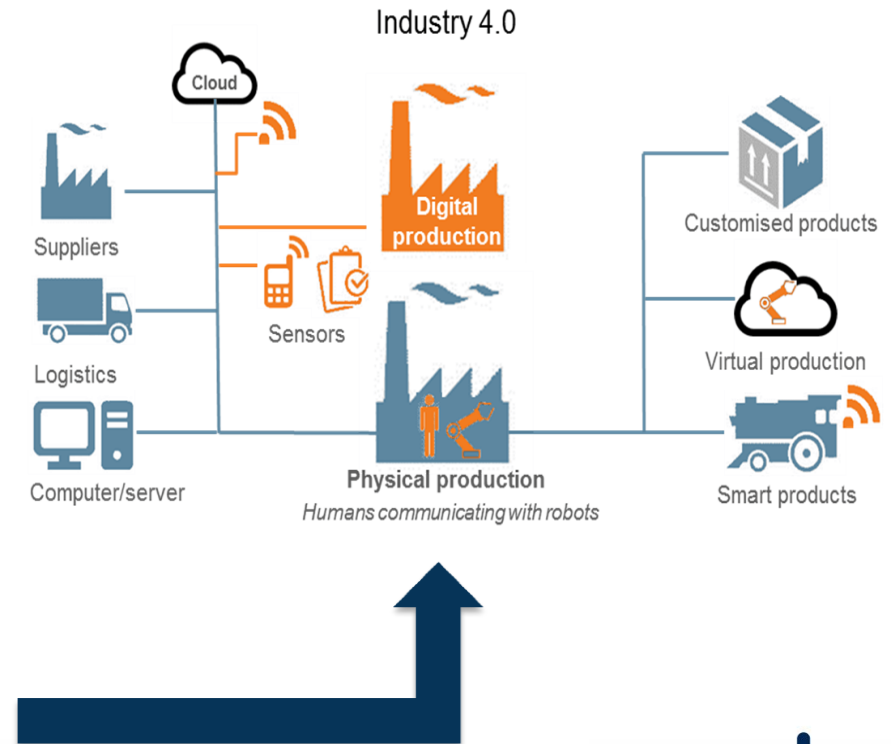 Industry 4.0
Cloud
Suppliers
Logistics
Computer/server
Digital
production
Sensors
Physical production
Humans communicating with robots
Customised products
Virtual production
Smart products